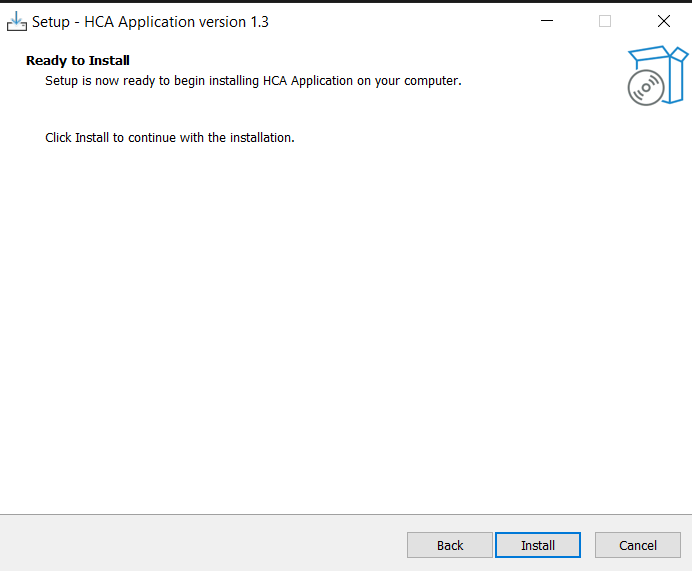 Setup - HCA Application version 1.3
Ready to Install
Setup is now ready to begin installing HCA Application on your computer.
Click Install to continue with the installation.
Back Install Cancel